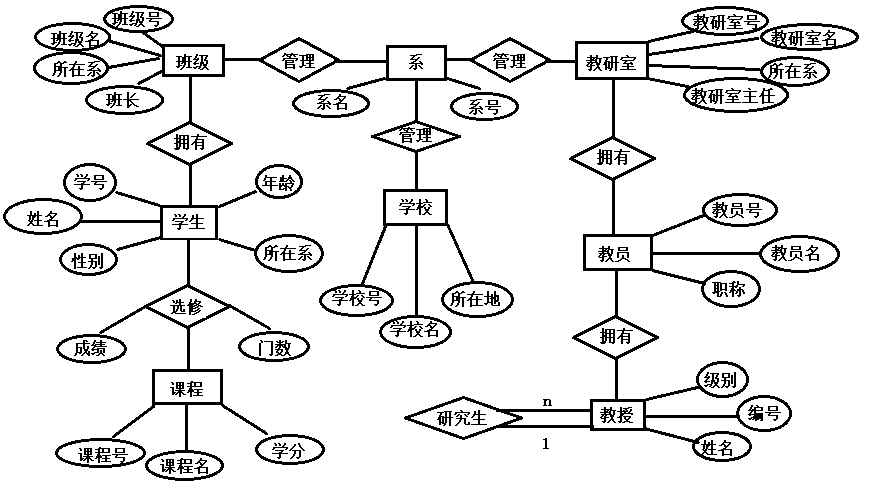 班级号
班级名
所在系
班长
班级
管理
系
管理
教研室
教研室号
教研室名
所在系
教研室主任
系名
系号
拥有
管理
拥有
学号
年龄
姓名
学生
性别
所在系
学校
学校号
学校名
所在地
教员号
教员
教员名
职称
选修
成绩
门数
拥有
课程
课程号
课程名
学分
研究生
n
1
教授
级别
编号
姓名